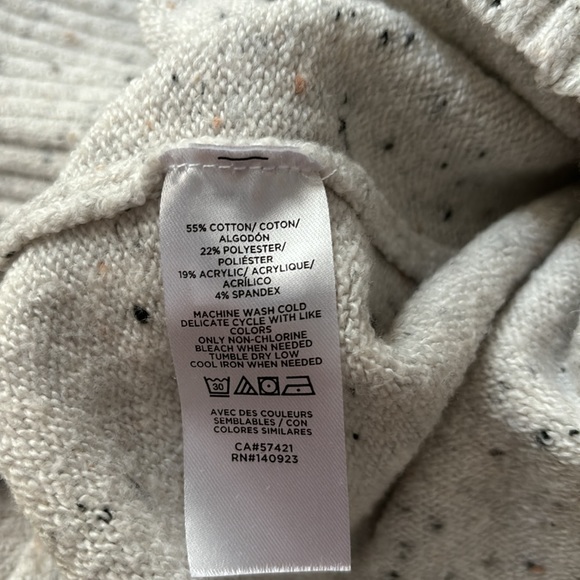 55% COTTON/ COTON/
ALGODÓN
22% POLYESTER/
POLIÉSTER
19% ACRYLIC/ ACRYLIQUE/
ACRÍLICO
4% SPANDEX
MACHINE WASH COLD
DELICATE CYCLE WITH LIKE
COLORS
ONLY NON-CHLORINE
BLEACH WHEN NEEDED
TUMBLE DRY LOW
COOL IRON WHEN NEEDED
30
AVEC DES COULEURS
SEMBLABLES / CON
COLORES SIMILARES
CA#57421
RN#140923